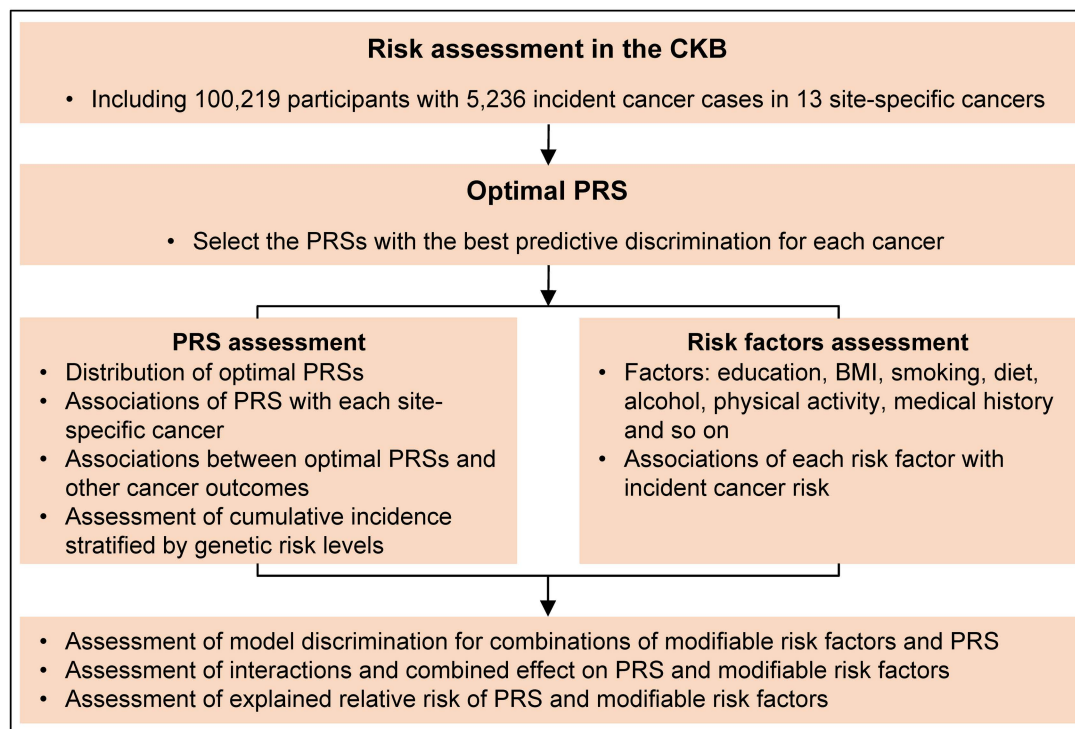 Risk assessment in the CKB
• Including 100,219 participants with 5,236 incident cancer cases in 13 site-specific cancers
Optimal PRS
• Select the PRSs with the best predictive discrimination for each cancer
PRS assessment
• Distribution of optimal PRSs
• Associations of PRS with each site-
specific cancer
• Associations between optimal PRSs and
other cancer outcomes
• Assessment of cumulative incidence
stratified by genetic risk levels
Risk factors assessment
• Factors: education, BMI, smoking, diet,
alcohol, physical activity, medical history
and so on
• Associations of each risk factor with
incident cancer risk
• Assessment of model discrimination for combinations of modifiable risk factors and PRS
• Assessment of interactions and combined effect on PRS and modifiable risk factors
• Assessment of explained relative risk of PRS and modifiable risk factors